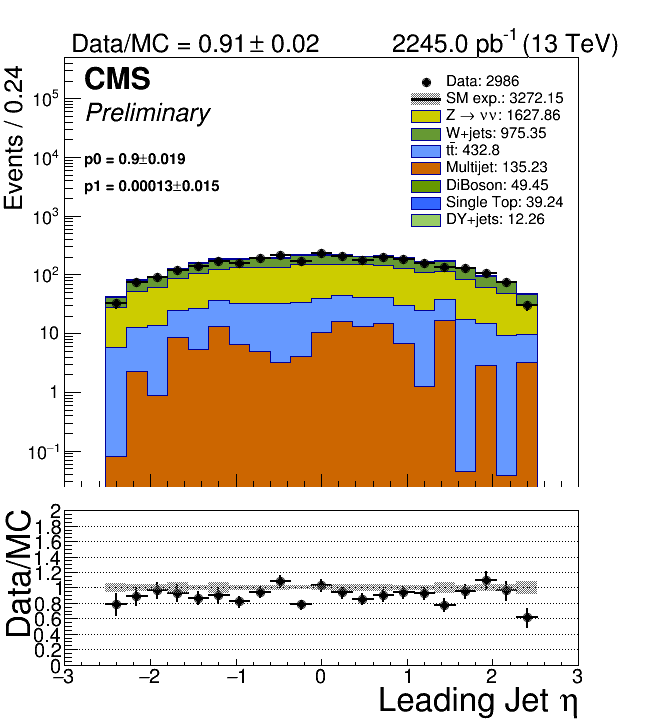 Data/MC = 0.91 ± 0.02 2245.0 pb⁻¹ (13 TeV)
CMS
Preliminary
p0 = 0.9±0.019
p1 = 0.00013±0.015
Data: 2986
SM exp.: 3272.15
Z → νν: 1627.86
W+jets: 975.35
tt̄: 432.8
Multijet: 135.23
DiBoson: 49.45
Single Top: 39.24
DY+jets: 12.26
Events / 0.24
10⁵
10⁴
10³
10²
10
1
10⁻¹
Data/MC
2
1.8
1.6
1.4
1.2
1
0.8
0.6
0.4
0.2
0
−3 −2 −1 0 1 2 3
Leading Jet η